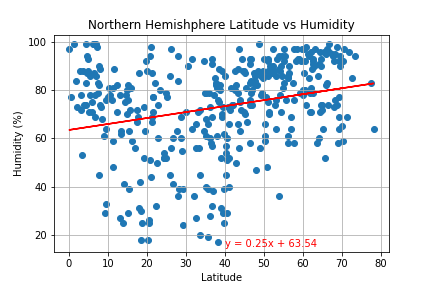 Northern Hemishphere Latitude vs Humidity
100
80
60
40
20
Humidity (%)
y = 0.25x + 63.54
0 10 20 30 40 50 60 70 80
Latitude